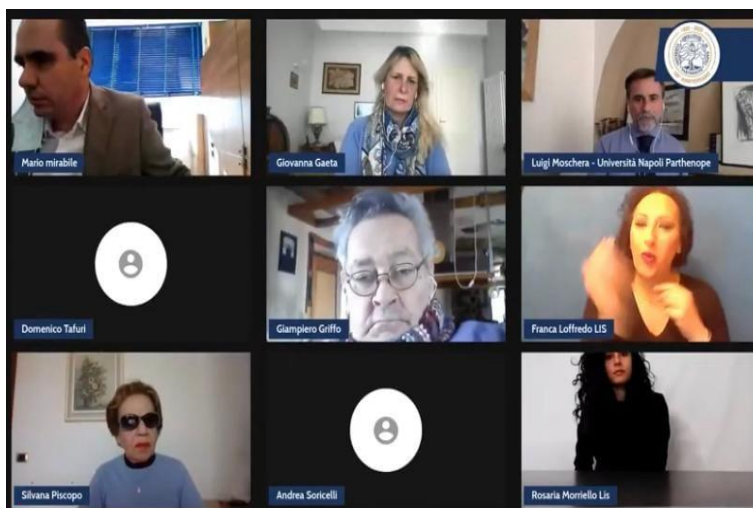 Mario mirabile
Giovanna Gaeta
Luigi Moschera - Università Napoli Parthenope
Domenico Tafuri
Giampiero Griffo
Franca Loffredo LIS
Silvana Piscopo
Andrea Soricelli
Rosaria Morriello Lis